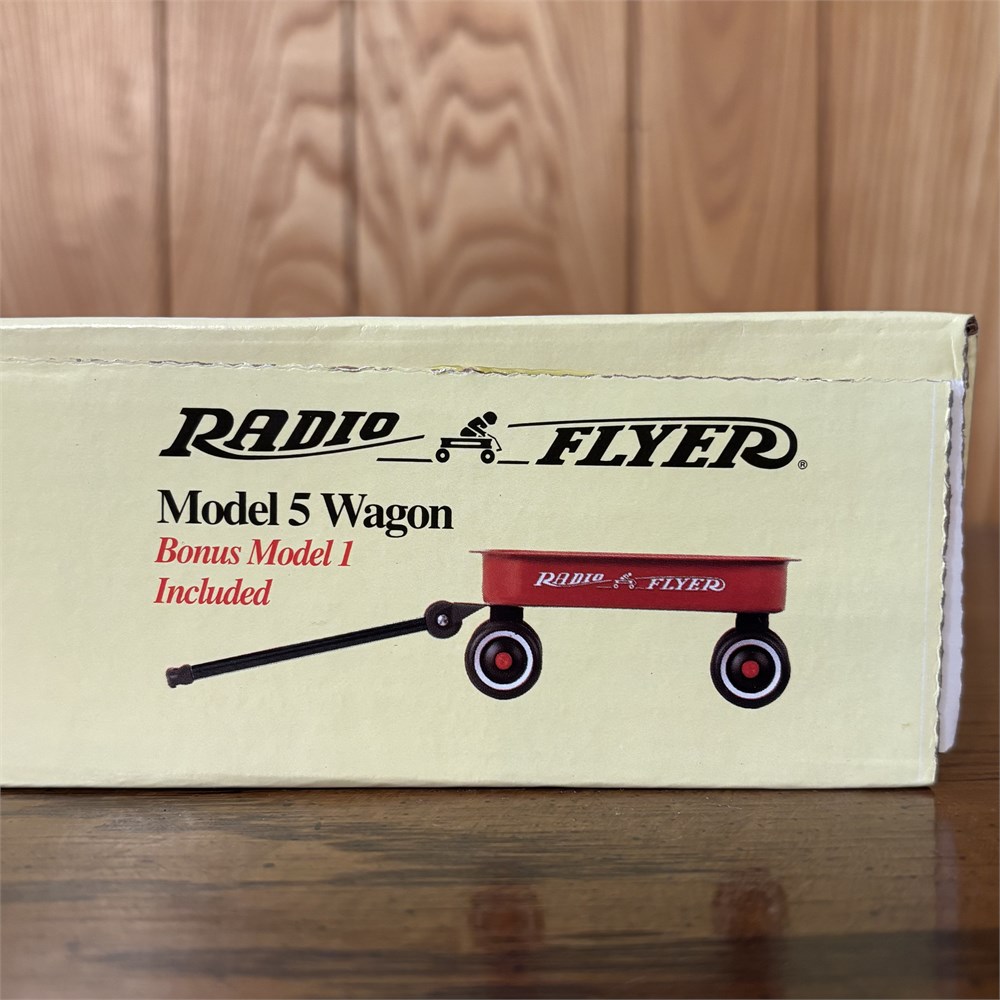 RADIO FLYER®
Model 5 Wagon
Bonus Model 1
Included
RADIO FLYER